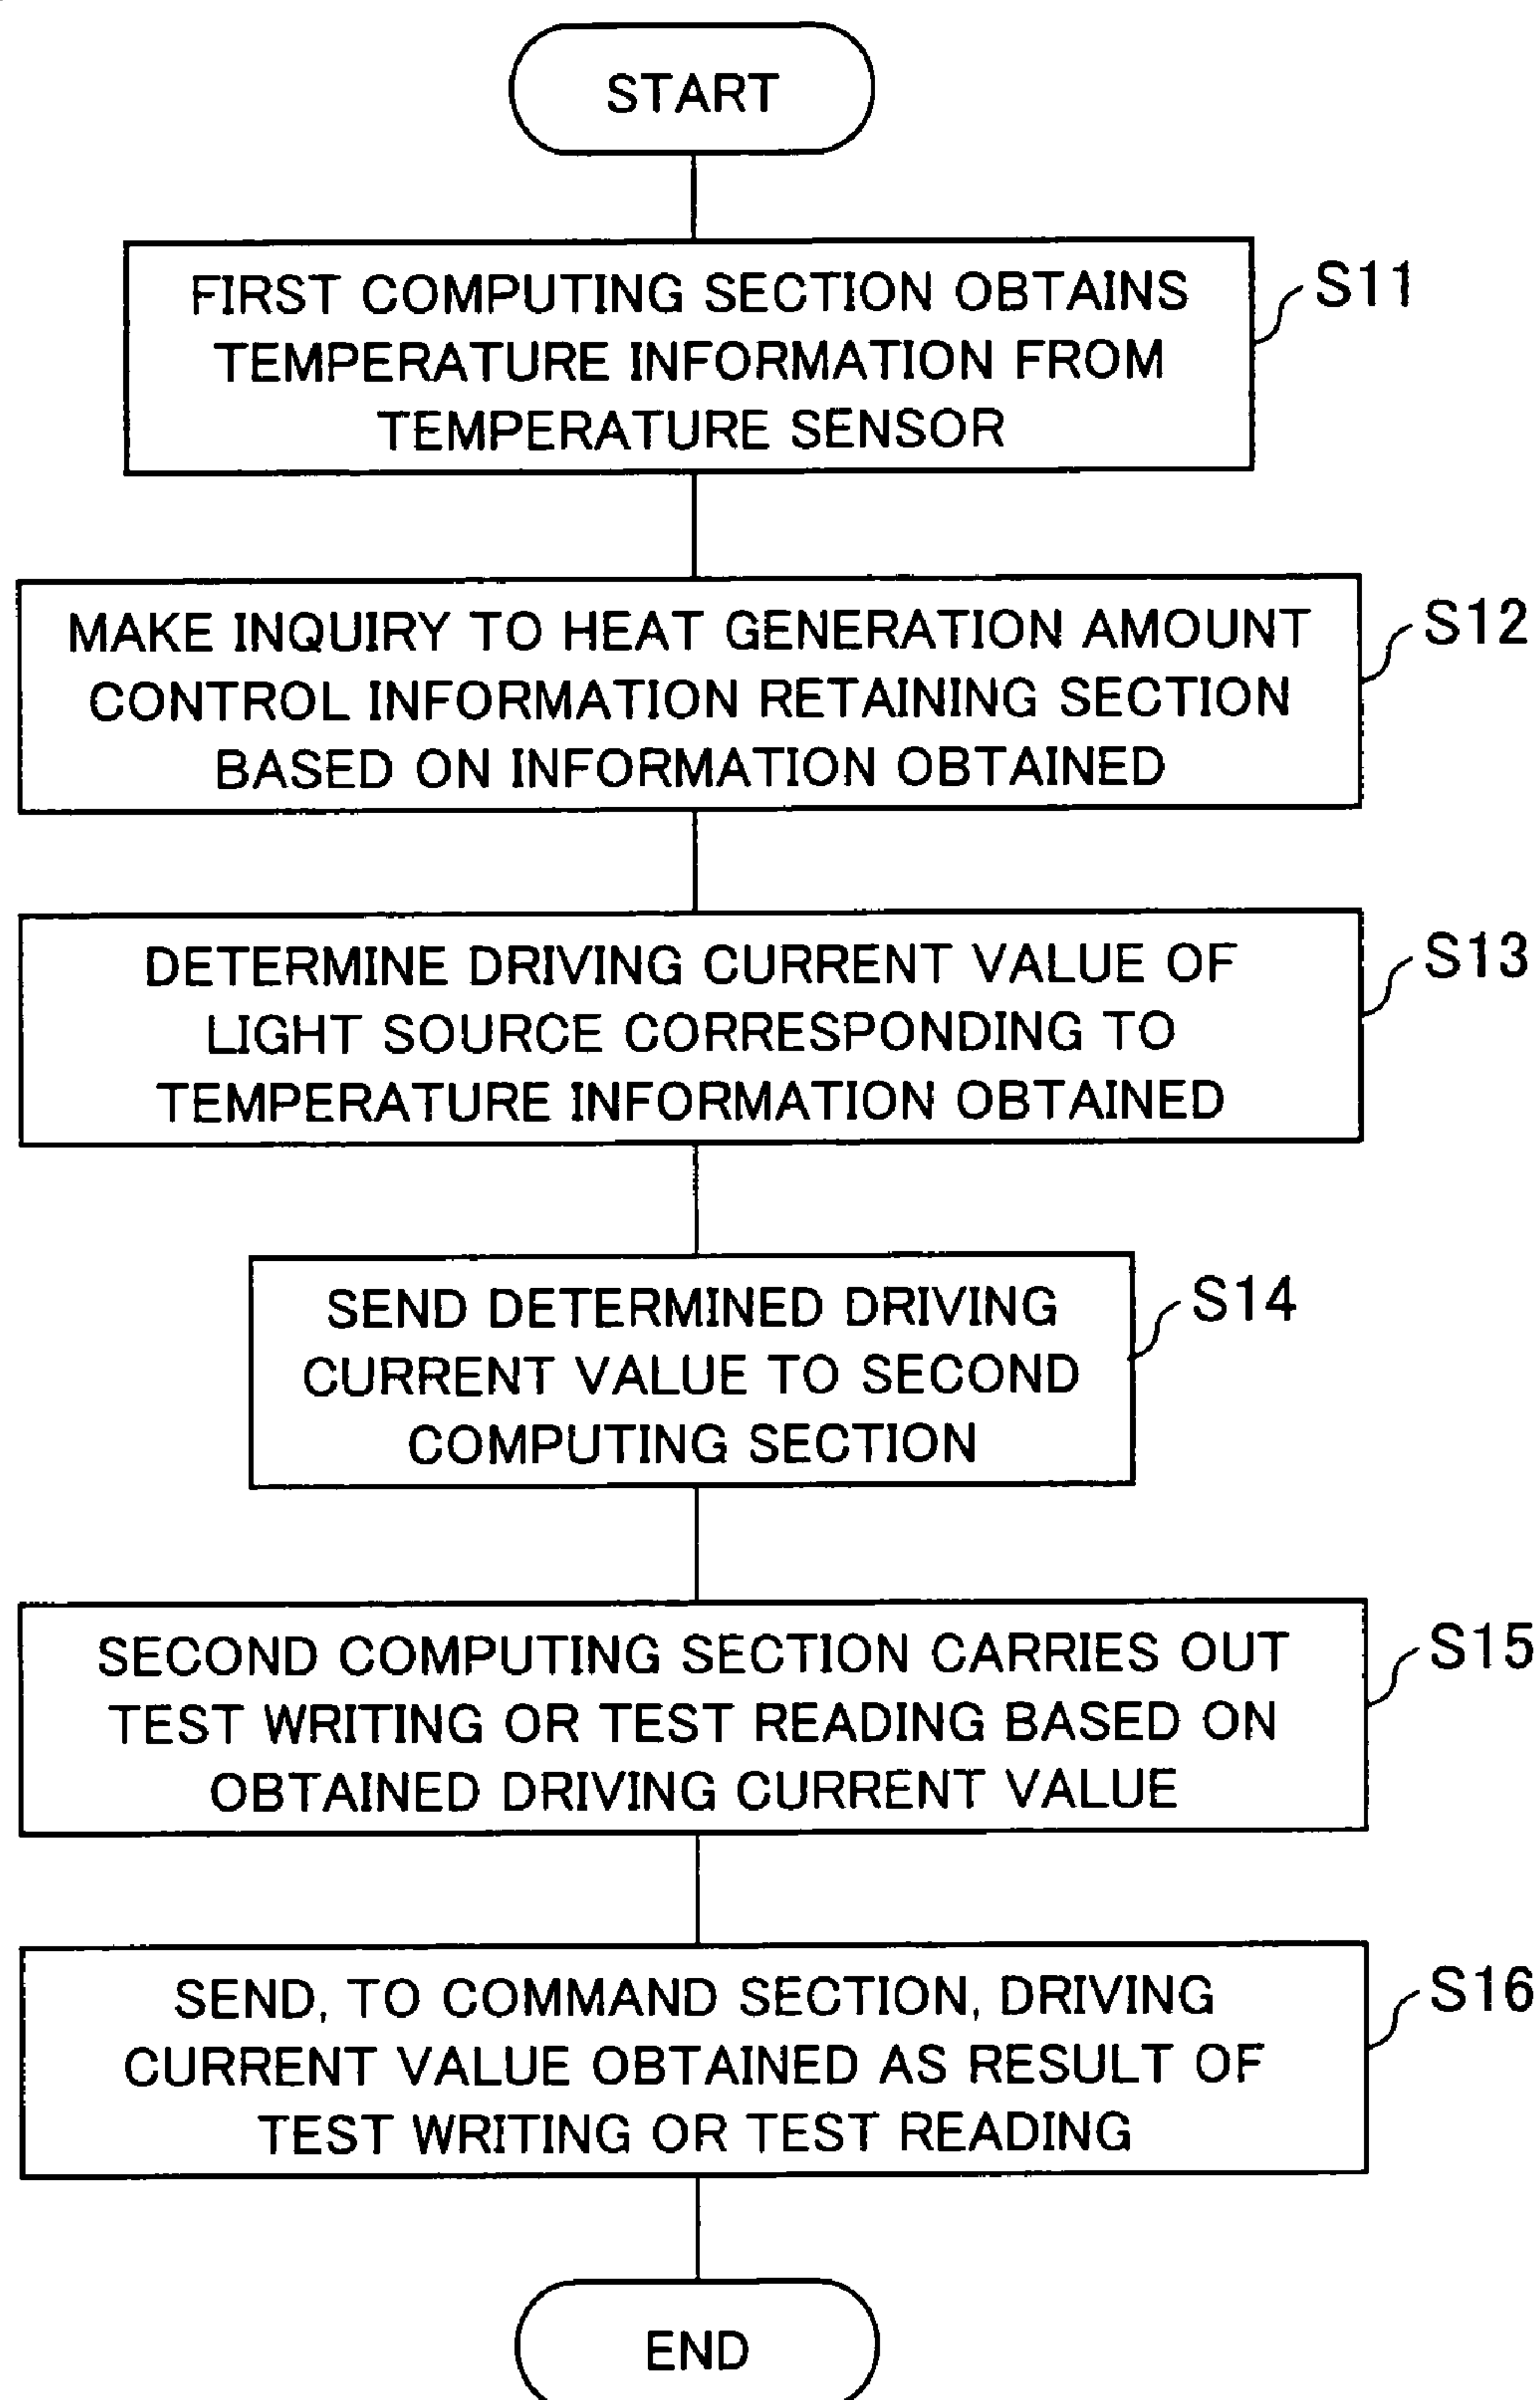 START
FIRST COMPUTING SECTION OBTAINS
TEMPERATURE INFORMATION FROM
TEMPERATURE SENSOR
S11
MAKE INQUIRY TO HEAT GENERATION AMOUNT
CONTROL INFORMATION RETAINING SECTION
BASED ON INFORMATION OBTAINED
S12
DETERMINE DRIVING CURRENT VALUE OF
LIGHT SOURCE CORRESPONDING TO
TEMPERATURE INFORMATION OBTAINED
S13
SEND DETERMINED DRIVING
CURRENT VALUE TO SECOND
COMPUTING SECTION
S14
SECOND COMPUTING SECTION CARRIES OUT
TEST WRITING OR TEST READING BASED ON
OBTAINED DRIVING CURRENT VALUE
S15
SEND, TO COMMAND SECTION, DRIVING
CURRENT VALUE OBTAINED AS RESULT OF
TEST WRITING OR TEST READING
S16
END